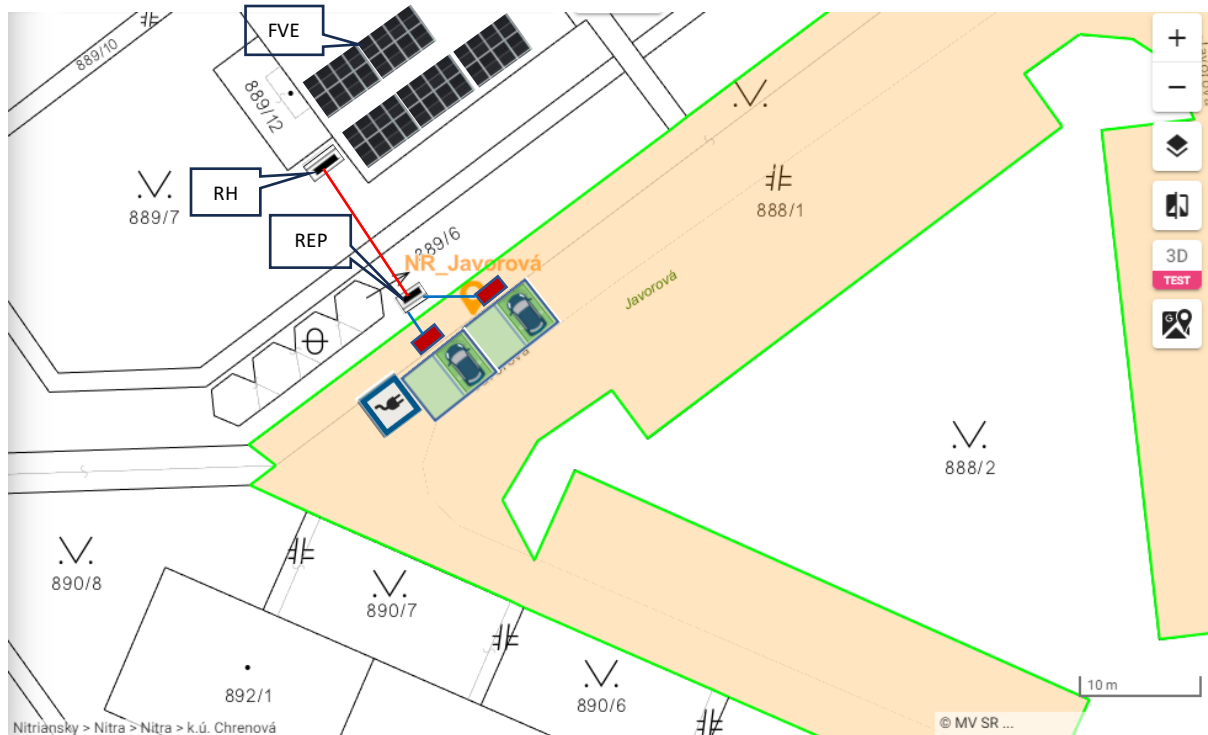 FVE
889/10
889/12
889/7
RH
REP
889/6
NR_Javorová
888/1
Javorová
888/2
890/8
890/7
890/6
892/1
+
−
3D
TEST
G
10 m
Nitriansky > Nitra > Nitra > k.ú. Chrenová
© MV SR ...